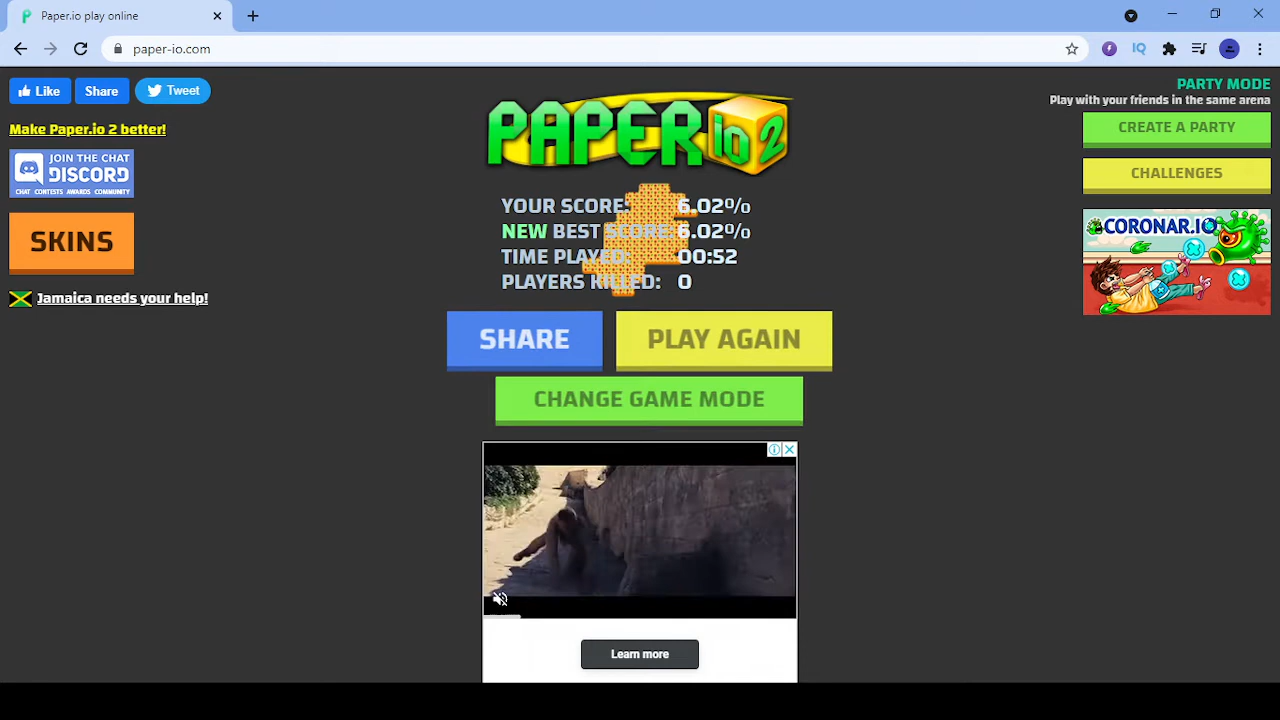 Paper.io play online
paper-io.com
IQ
Like
Share
Tweet
Make Paper.io 2 better!
JOIN THE CHAT
DISCORD
CHAT CONTESTS AWARDS COMMUNITY
SKINS
Jamaica needs your help!
PAPER io 2
YOUR SCORE: 6.02%
NEW BEST SCORE: 6.02%
TIME PLAYED: 00:52
PLAYERS KILLED: 0
SHARE
PLAY AGAIN
CHANGE GAME MODE
Learn more
PARTY MODE
Play with your friends in the same arena
CREATE A PARTY
CHALLENGES
CORONAR.IO